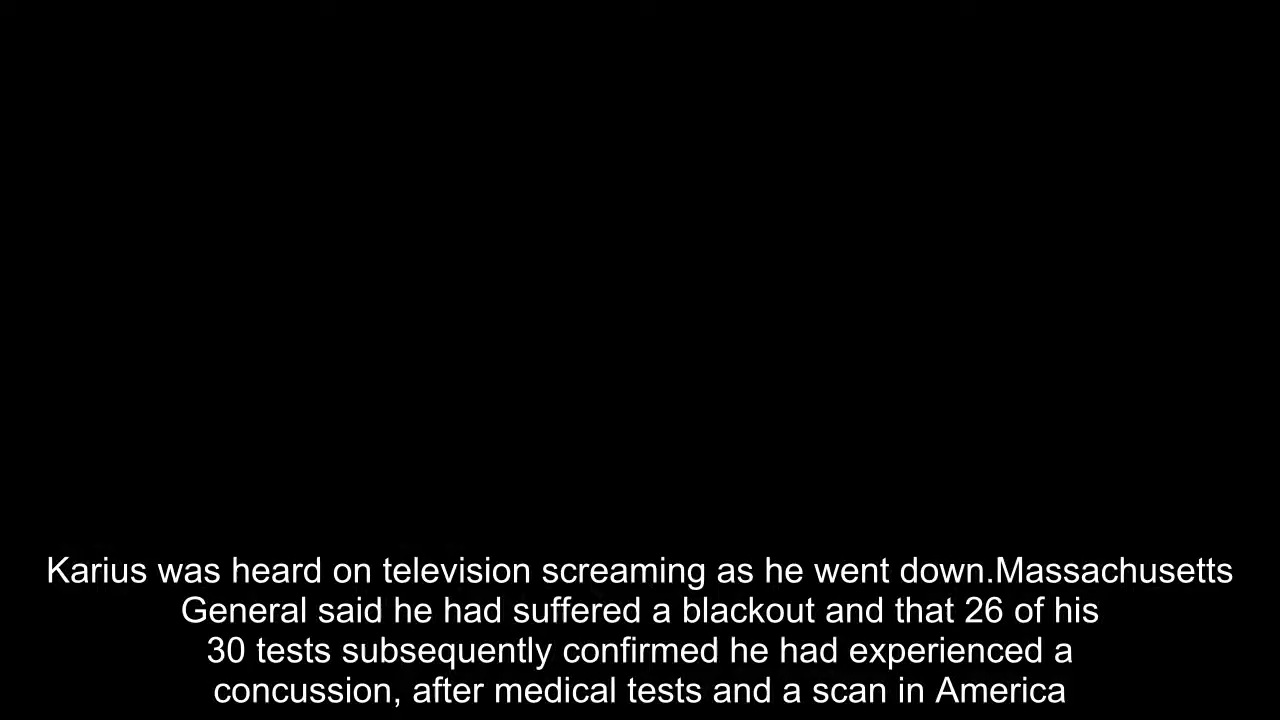 Karius was heard on television screaming as he went down.Massachusetts
General said he had suffered a blackout and that 26 of his
30 tests subsequently confirmed he had experienced a
concussion, after medical tests and a scan in America